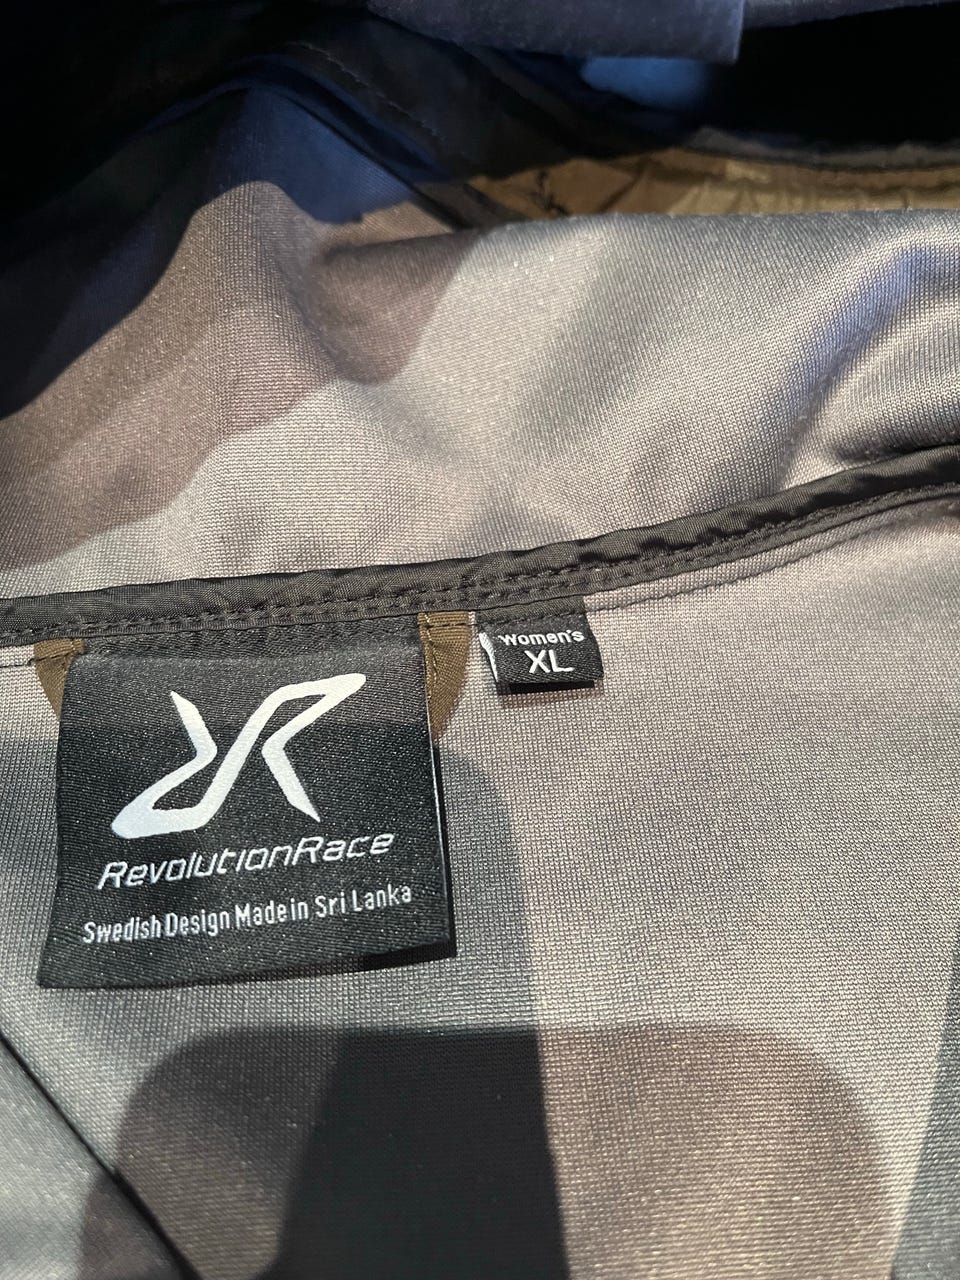 Women's
XL
RevolutionRace
Swedish Design Made in Sri Lanka